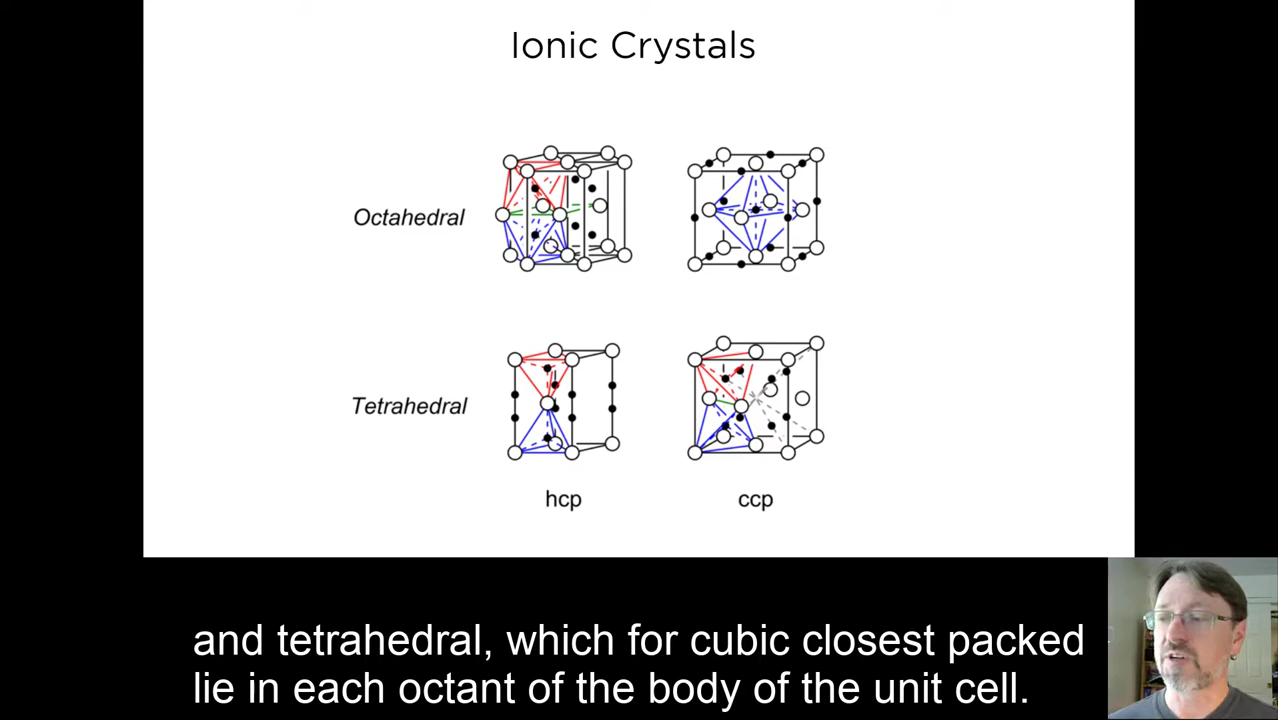 Ionic Crystals
Octahedral
Tetrahedral
hcp
ccp
and tetrahedral, which for cubic closest packed
lie in each octant of the body of the unit cell.